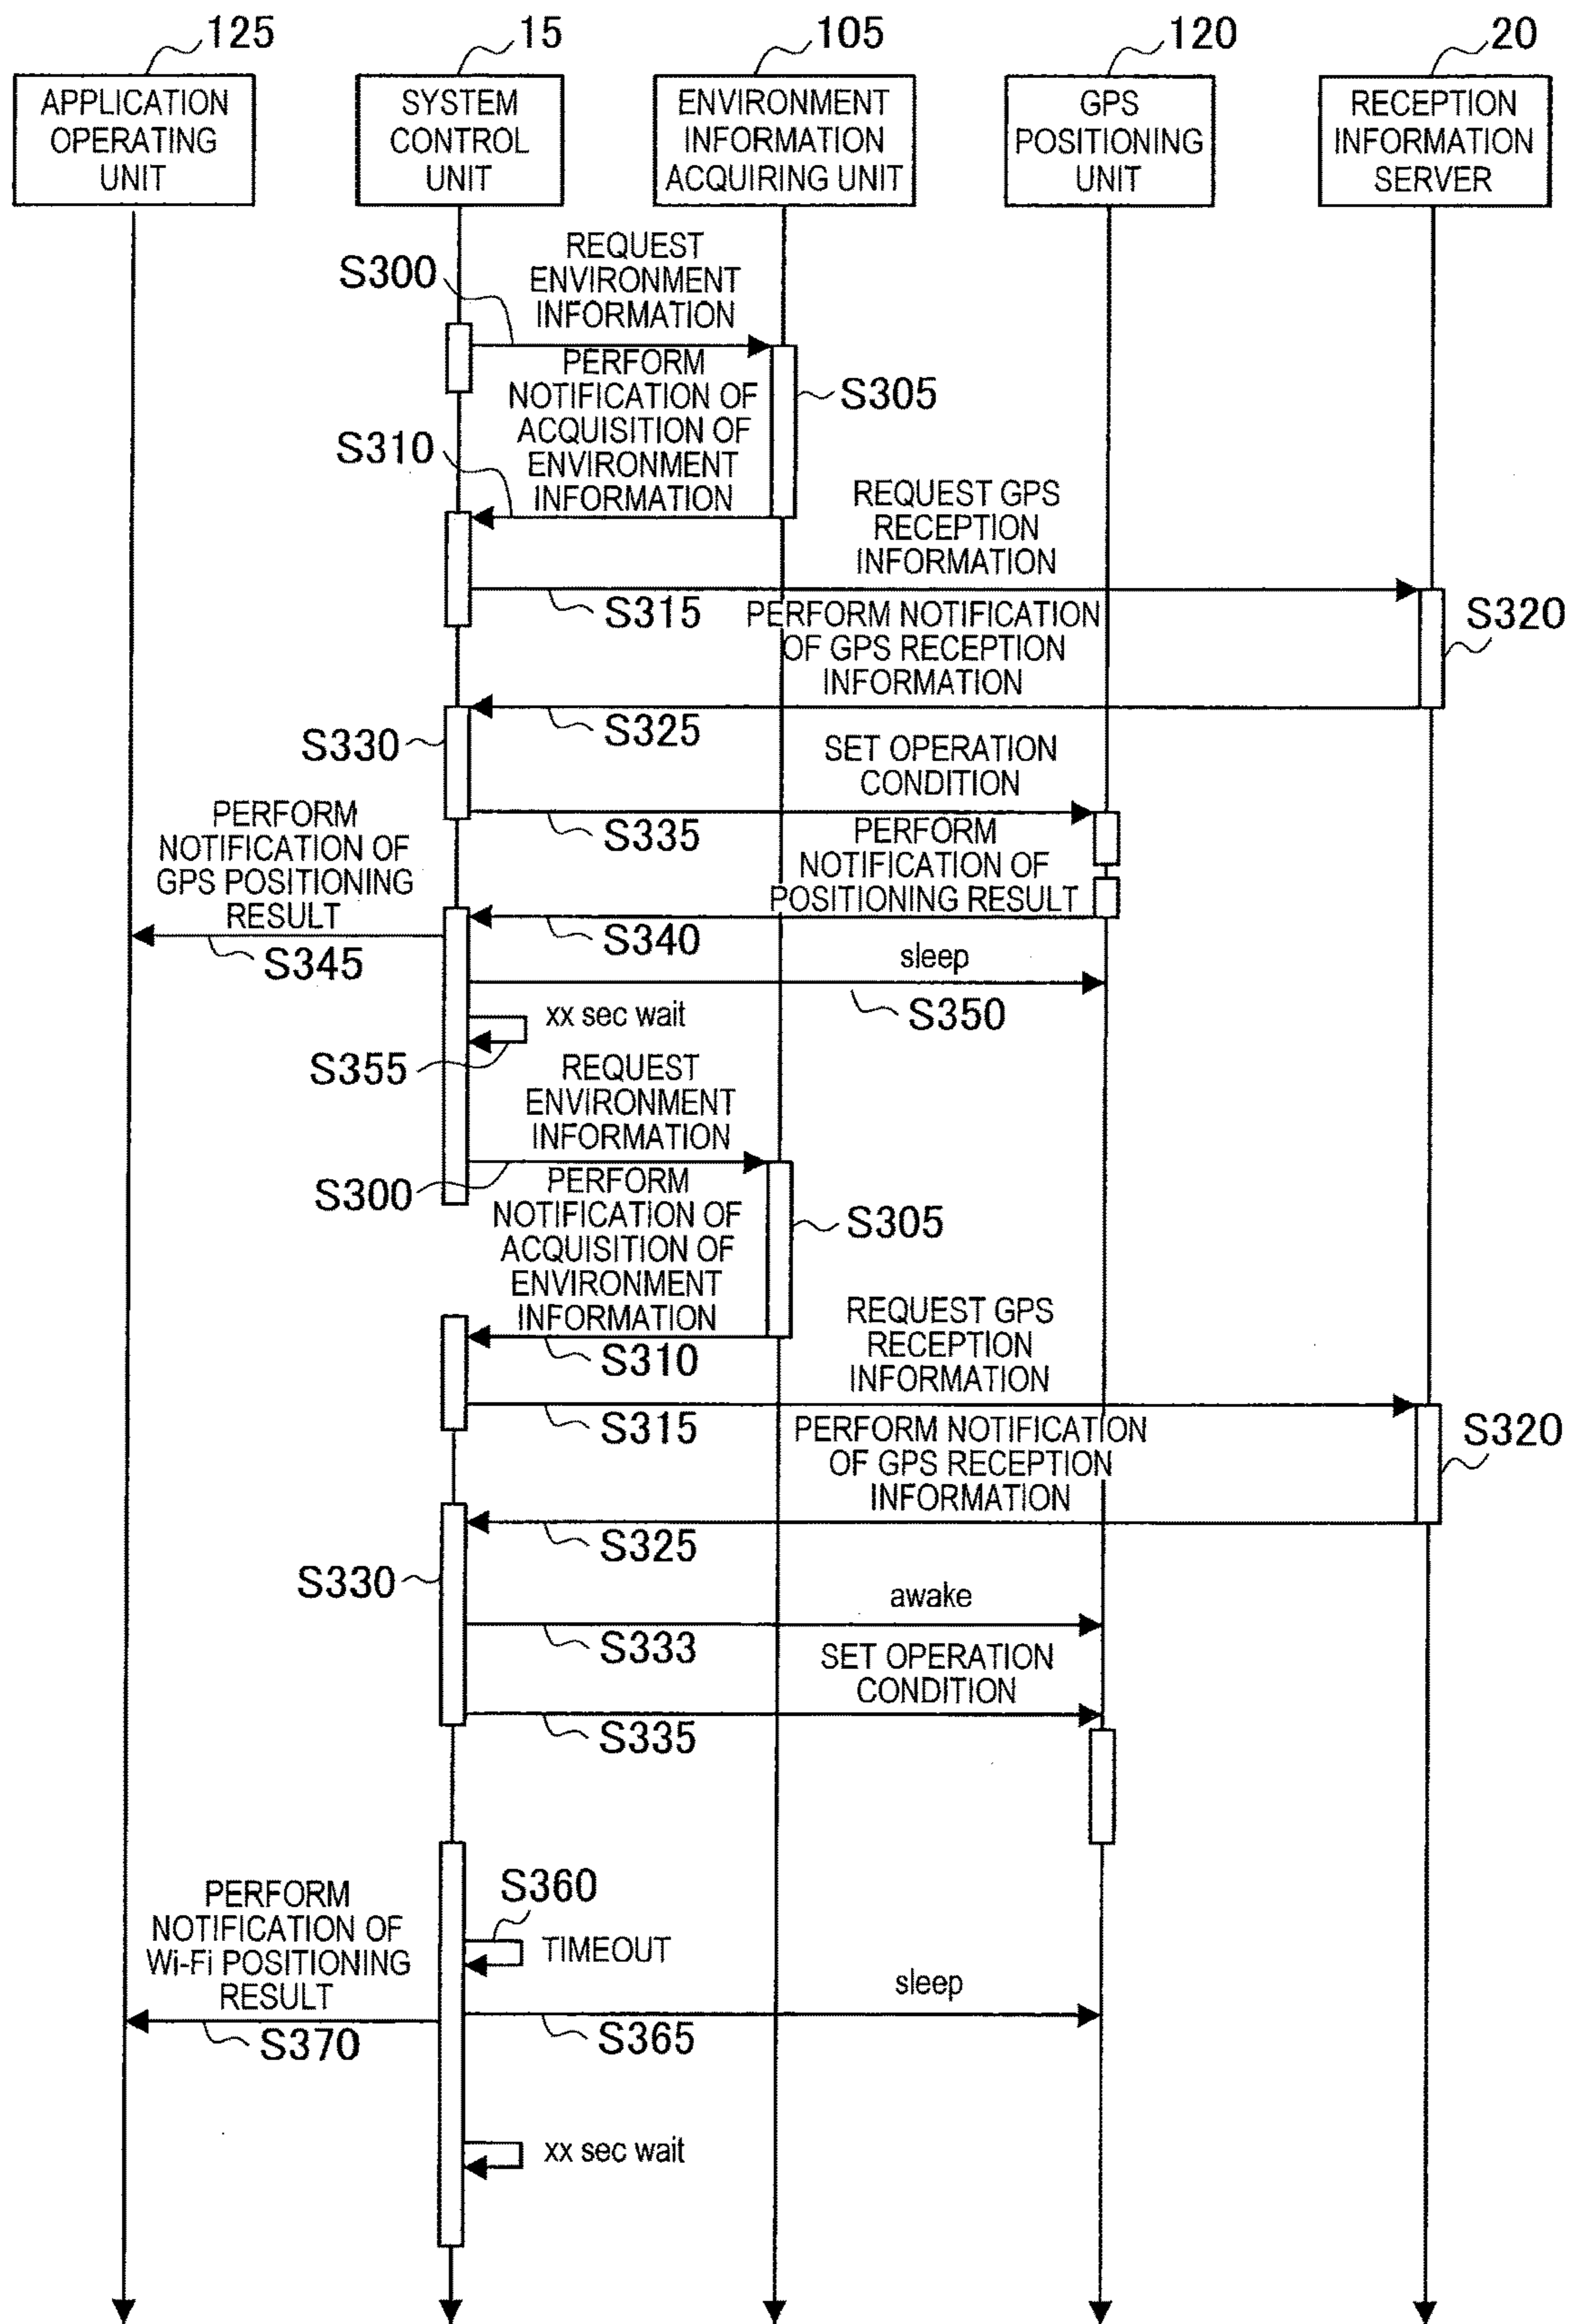 125
15
105
120
20
APPLICATION
OPERATING
UNIT
SYSTEM
CONTROL
UNIT
ENVIRONMENT
INFORMATION
ACQUIRING UNIT
GPS
POSITIONING
UNIT
RECEPTION
INFORMATION
SERVER
S300
REQUEST
ENVIRONMENT
INFORMATION
PERFORM
NOTIFICATION OF
ACQUISITION OF
ENVIRONMENT
INFORMATION
S305
S310
REQUEST GPS
RECEPTION
INFORMATION
S315
PERFORM NOTIFICATION
OF GPS RECEPTION
INFORMATION
S320
S325
S330
SET OPERATION
CONDITION
S335
PERFORM
NOTIFICATION OF
POSITIONING RESULT
S340
PERFORM
NOTIFICATION OF
GPS POSITIONING
RESULT
S345
sleep
S350
xx sec wait
S355
REQUEST
ENVIRONMENT
INFORMATION
S300
PERFORM
NOTIFICATION OF
ACQUISITION OF
ENVIRONMENT
INFORMATION
S305
S310
REQUEST GPS
RECEPTION
INFORMATION
S315
PERFORM NOTIFICATION
OF GPS RECEPTION
INFORMATION
S320
S325
S330
awake
S333
SET OPERATION
CONDITION
S335
S360
TIMEOUT
PERFORM
NOTIFICATION OF
Wi-Fi POSITIONING
RESULT
S370
sleep
S365
xx sec wait